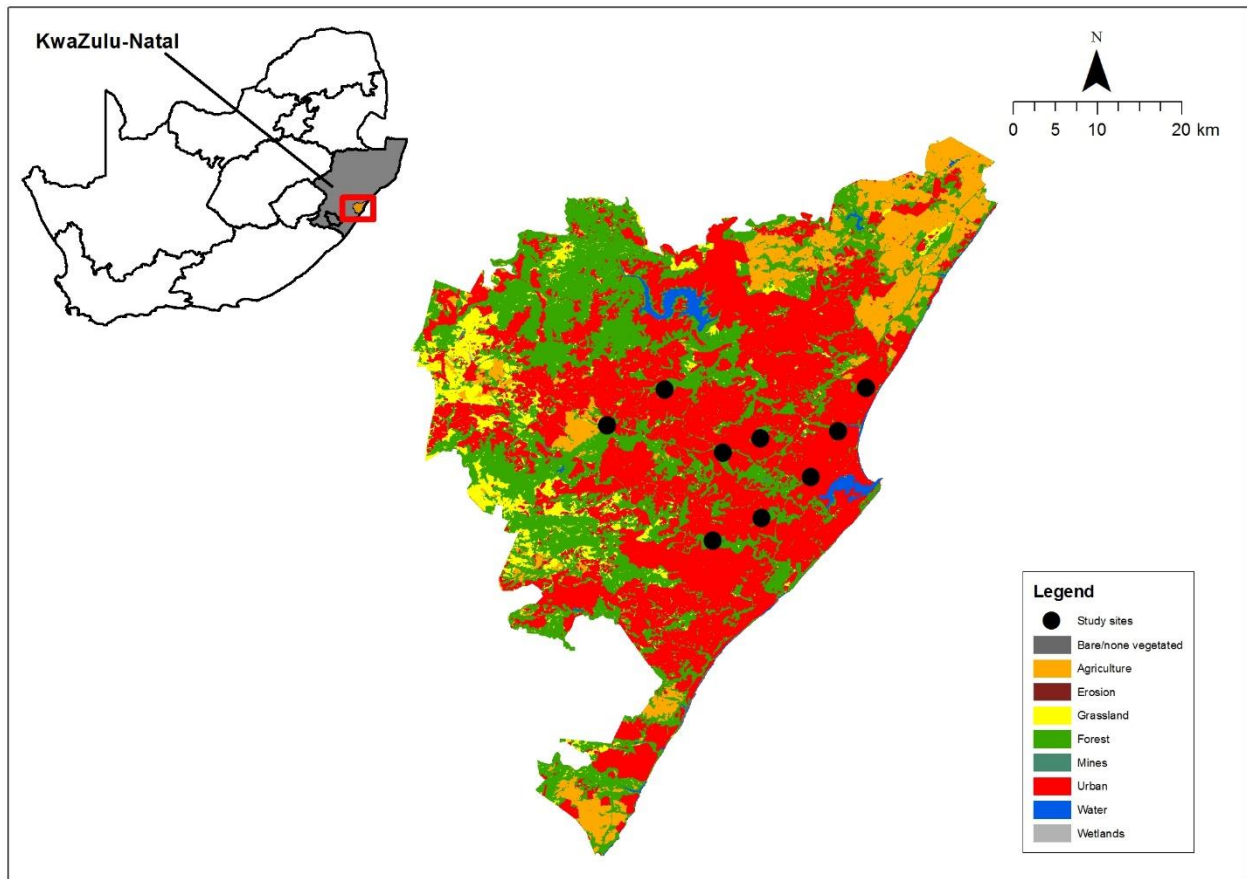 KwaZulu-Natal
N
0 5 10 20 km
Legend
Study sites
Bare/none vegetated
Agriculture
Erosion
Grassland
Forest
Mines
Urban
Water
Wetlands